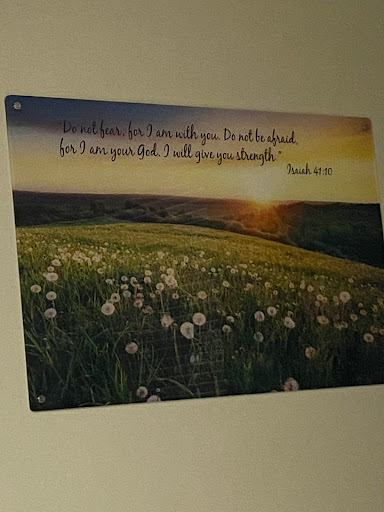 "Do not fear, for I am with you. Do not be afraid,
for I am your God. I will give you strength."
Isaiah 41:10